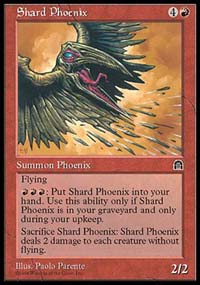 Shard Phoenix
4
Summon Phoenix
Flying
: Put Shard Phoenix into your
hand. Use this ability only if Shard
Phoenix is in your graveyard and only
during your upkeep.
Sacrifice Shard Phoenix: Shard Phoenix
deals 2 damage to each creature without
flying.
Illus. Paolo Parente
2/2